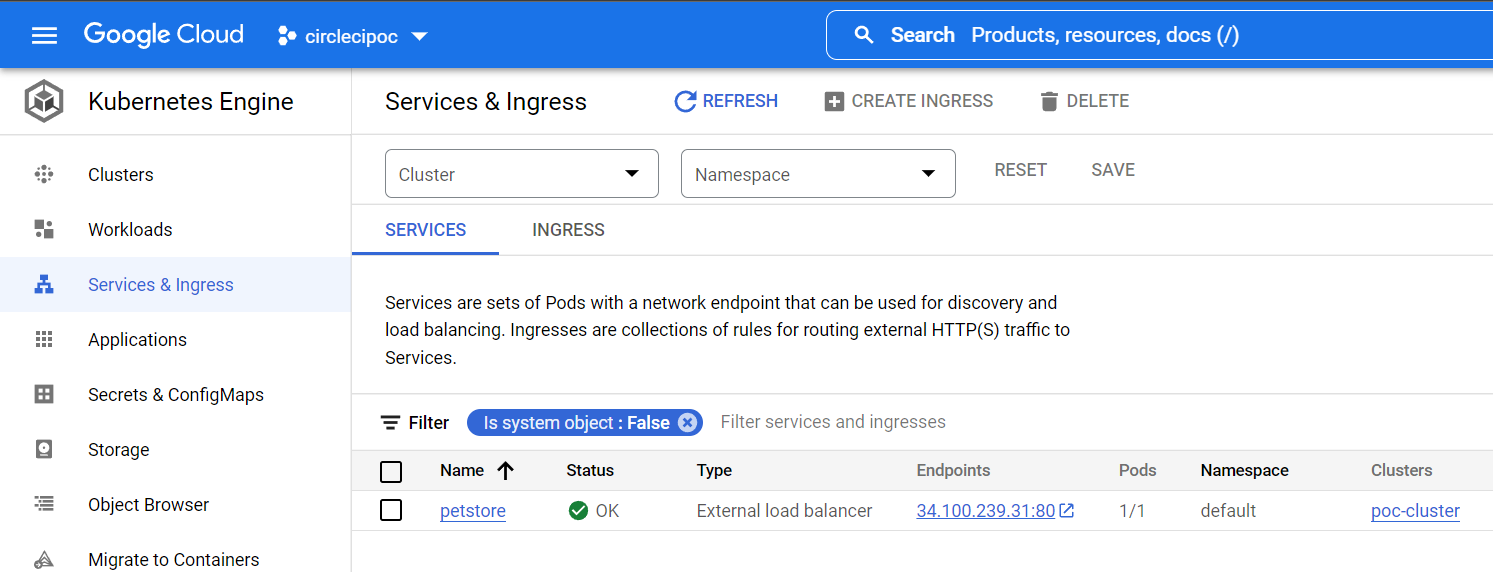 Google Cloud circlecipoc Search Products, resources, docs (/)
Kubernetes Engine
Clusters
Workloads
Services & Ingress
Applications
Secrets & ConfigMaps
Storage
Object Browser
Migrate to Containers
Services & Ingress REFRESH CREATE INGRESS DELETE
Cluster Namespace RESET SAVE
SERVICES INGRESS
Services are sets of Pods with a network endpoint that can be used for discovery and
load balancing. Ingresses are collections of rules for routing external HTTP(S) traffic to
Services.
Filter Is system object : False Filter services and ingresses
Name Status Type Endpoints Pods Namespace Clusters
petstore OK External load balancer 34.100.239.31:80 1/1 default poc-cluster